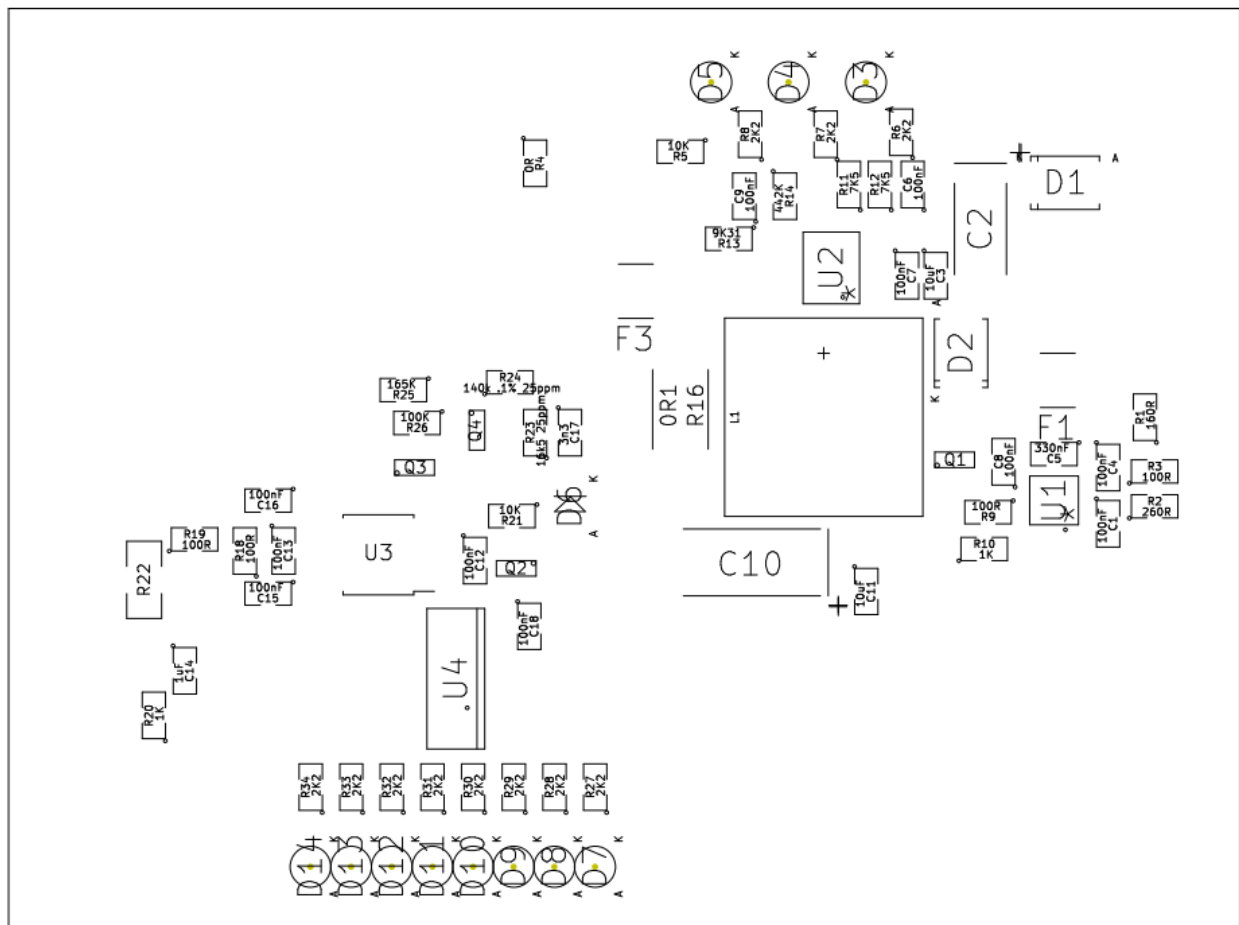 K
K
K
D5
D4
D3
A
A
A
R8
2K2
R7
2K2
R6
2K2
0R
R4
10K
R5
A
D1
C9
100nF
442K
R14
R11
7K5
R12
7K5
C6
100nF
C2
9K31
R13
U2
100nF
C7
10uF
C3
A
F3
D2
K
165K
R25
R24
140k .1% 25ppm
0R1
R16
L1
100K
R26
Q4
R23
16k5 25ppm
3n3
C17
R1
160R
F1
Q3
Q1
C8
100nF
330nF
C5
100nF
C4
R3
100R
K
100nF
C16
D6
A
10K
R21
100R
R9
U1
100nF
C1
R2
260R
R19
100R
R18
100R
100nF
C13
U3
100nF
C12
Q2
C10
R10
1K
R22
100nF
C15
10uF
C11
100nF
C18
1uF
C14
U4
R20
1K
R34
2K2
R33
2K2
R32
2K2
R31
2K2
R30
2K2
R29
2K2
R28
2K2
R27
2K2
K
K
K
K
K
K
K
K
D14
D13
D12
D11
D10
D9
D8
D7
A
A
A
A
A
A
A
A